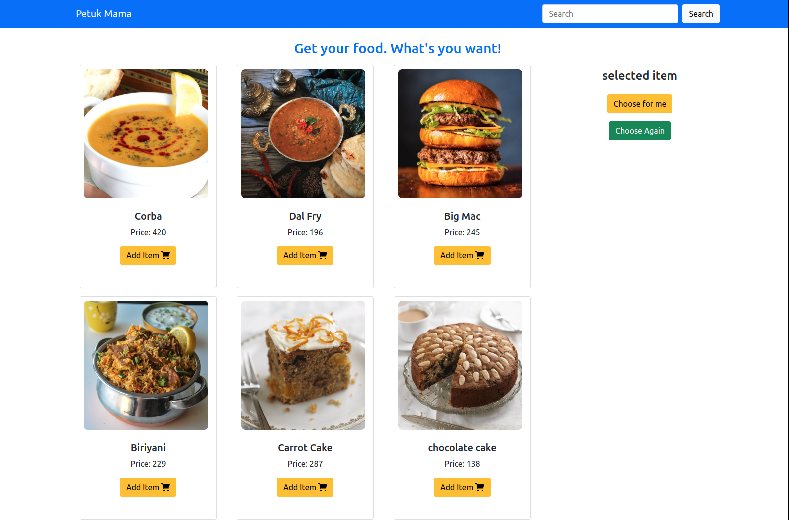 Petuk Mama
Search
Search
Get your food. What's you want!
selected item
Choose for me
Choose Again
Corba
Price: 420
Add Item
Dal Fry
Price: 196
Add Item
Big Mac
Price: 245
Add Item
Biriyani
Price: 229
Add Item
Carrot Cake
Price: 287
Add Item
chocolate cake
Price: 138
Add Item